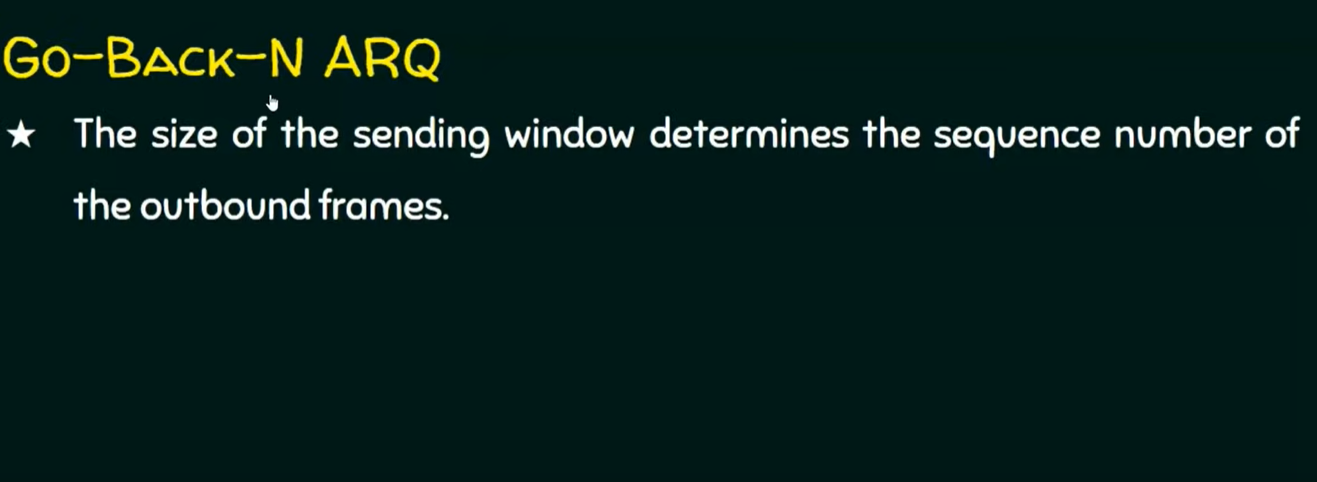 Go-Back-N ARQ
★ The size of the sending window determines the sequence number of
the outbound frames.